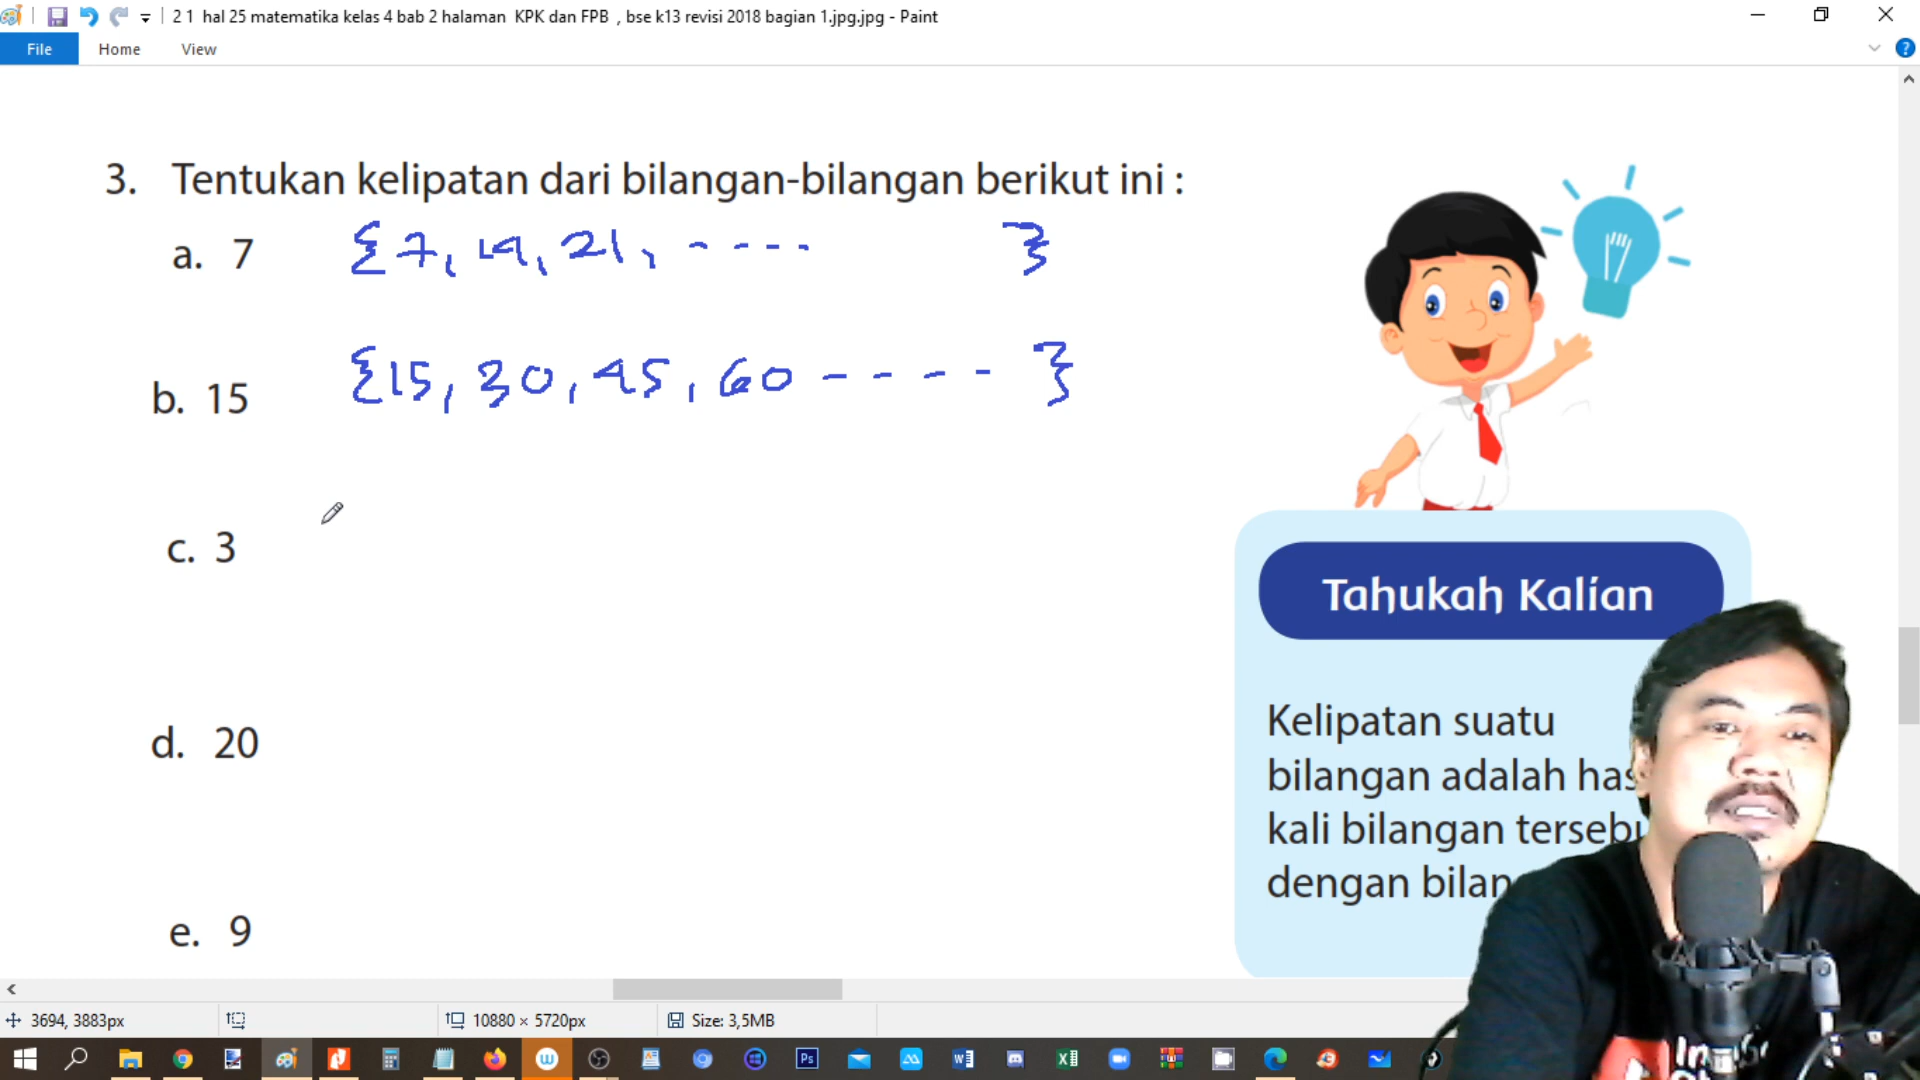 2 1 hal 25 matematika kelas 4 bab 2 halaman KPK dan FPB , bse k13 revisi 2018 bagian 1.jpg.jpg - Paint
File Home View
3. Tentukan kelipatan dari bilangan-bilangan berikut ini :
a. 7 {7, 14, 21, ---- }
b. 15 {15, 30, 45, 60 ---- }
c. 3
d. 20
e. 9
Tahukah Kalian
Kelipatan suatu
bilangan adalah
kali bilangan
dengan
3694, 3883px 10880 × 5720px Size: 3,5MB